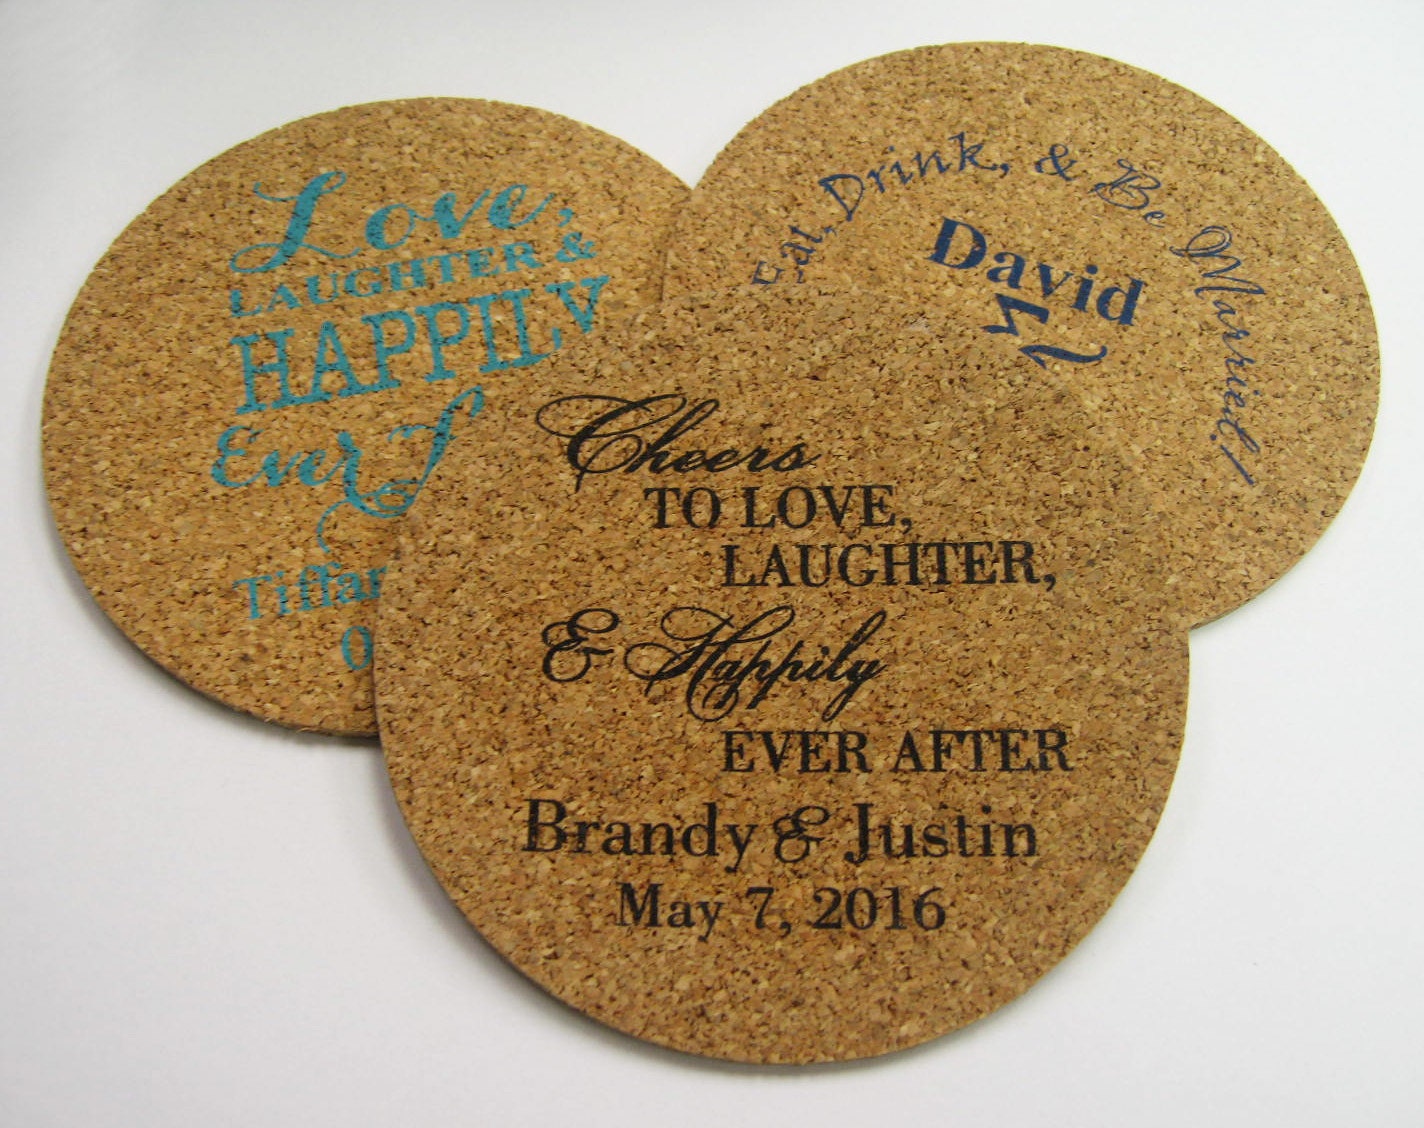 Love,
LAUGHTER &
HAPPILY
Ever
Eat, Drink, & Be Married!
David
Cheers
TO LOVE,
LAUGHTER,
& Happily
EVER AFTER
Brandy & Justin
May 7, 2016